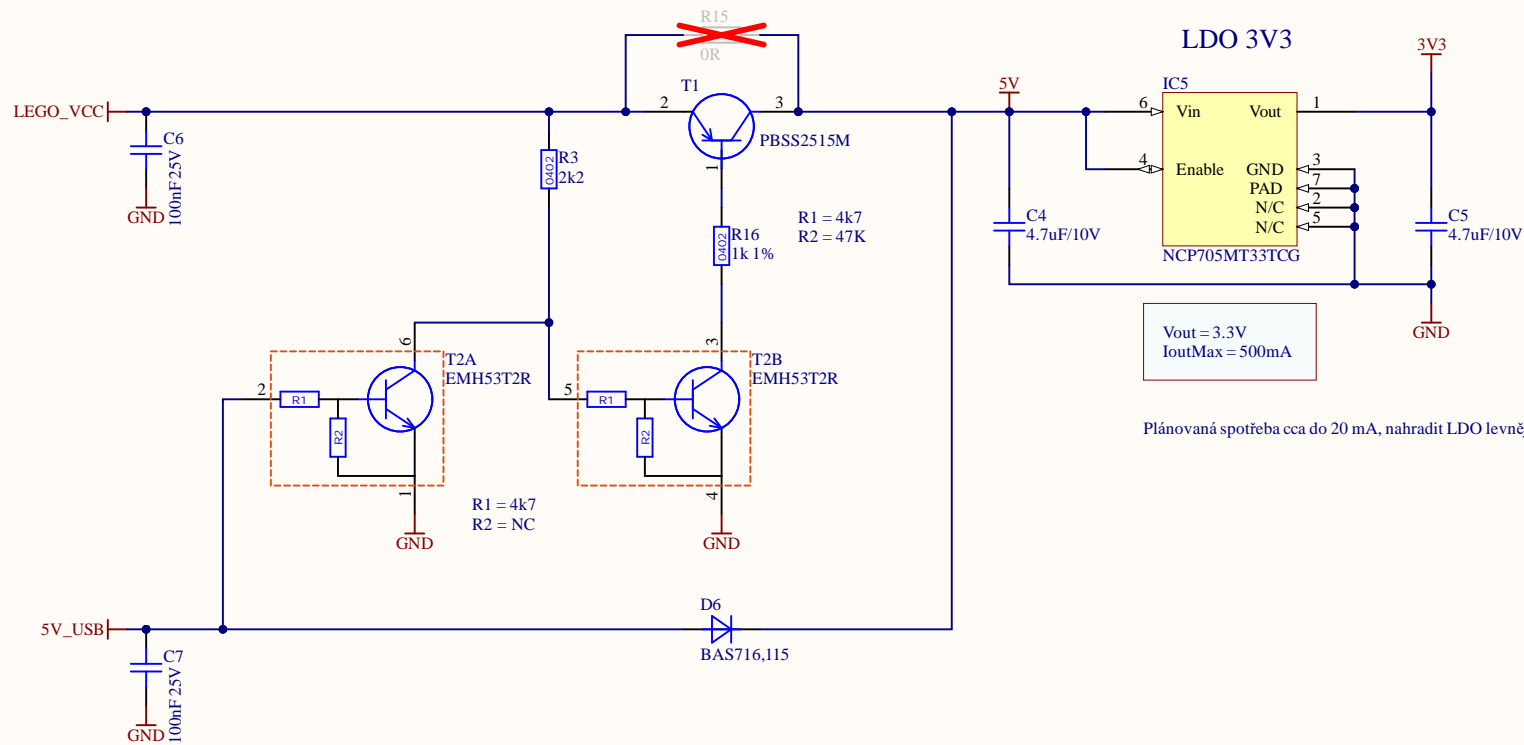 R15
0R
LDO 3V3
3V3
T1
5V
IC5
LEGO_VCC
2
3
6
Vin
Vout
1
PBSS2515M
C6
100nF 25V
GND
R3
2k2
0402
1
4
Enable
GND
3
PAD
7
N/C
2
N/C
5
R1 = 4k7
R2 = 47K
R16
1k 1%
0402
C4
4.7uF/10V
C5
4.7uF/10V
NCP705MT33TCG
GND
Vout = 3.3V
IoutMax = 500mA
6
T2A
EMH53T2R
3
T2B
EMH53T2R
2
R1
R2
5
R1
R2
Plánovaná spotřeba cca do 20 mA, nahradit LDO
1
4
R1 = 4k7
R2 = NC
GND
GND
5V_USB
D6
BAS716,115
C7
100nF 25V
GND